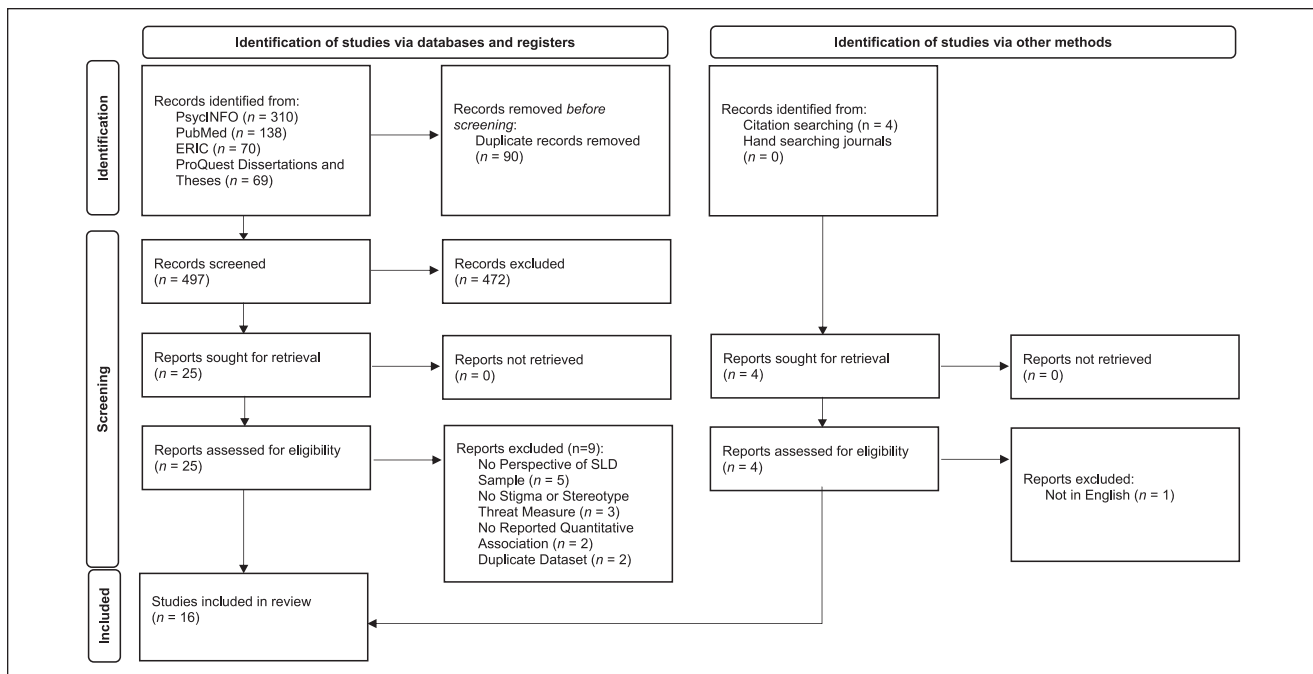 Identification of studies via databases and registers
Identification of studies via other methods
Identification
Records identified from:
PsycINFO (n = 310)
PubMed (n = 138)
ERIC (n = 70)
ProQuest Dissertations and
Theses (n = 69)
Records removed before
screening:
Duplicate records removed
(n = 90)
Records identified from:
Citation searching (n = 4)
Hand searching journals
(n = 0)
Screening
Records screened
(n = 497)
Records excluded
(n = 472)
Reports sought for retrieval
(n = 25)
Reports not retrieved
(n = 0)
Reports sought for retrieval
(n = 4)
Reports not retrieved
(n = 0)
Reports assessed for eligibility
(n = 25)
Reports excluded (n=9):
No Perspective of SLD
Sample (n = 5)
No Stigma or Stereotype
Threat Measure (n = 3)
No Reported Quantitative
Association (n = 2)
Duplicate Dataset (n = 2)
Reports assessed for eligibility
(n = 4)
Reports excluded:
Not in English (n = 1)
Included
Studies included in review
(n = 16)